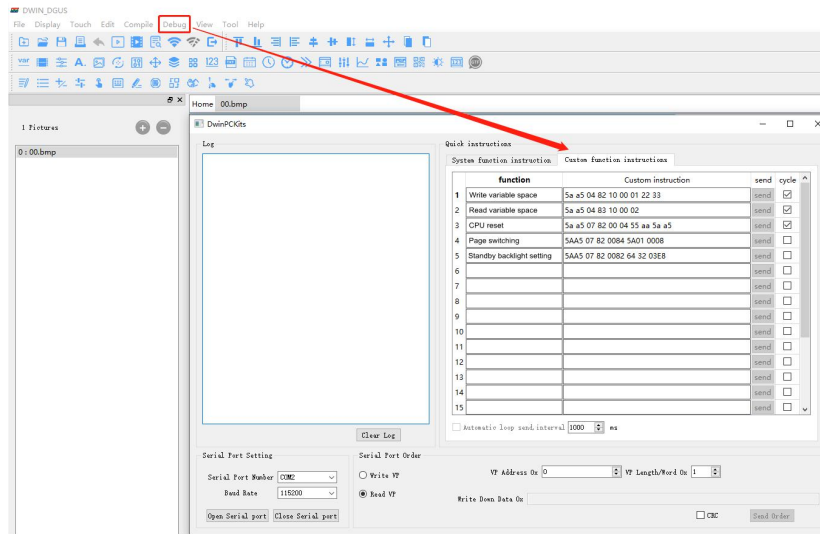 DWIN_DGUS
File Display Touch Edit Compile Debug View Tool Help
var A. 123
Home 00.bmp
1 Pictures
0 : 00.bmp
DwinPCKits
Log
Quick instructions
System function instruction Custom function instructions
function Custom instruction send cycle
1 Write variable space 5a a5 04 82 10 00 01 22 33 send
2 Read variable space 5a a5 04 83 10 00 02 send
3 CPU reset 5a a5 07 82 00 04 55 aa 5a a5 send
4 Page switching 5AA5 07 82 0084 5A01 0008 send
5 Standby backlight setting 5AA5 07 82 0082 64 32 03E8 send
6 send
7 send
8 send
9 send
10 send
11 send
12 send
13 send
14 send
15 send
Automatic loop send,interval 1000 ms
Clear Log
Serial Port Setting
Serial Port Number COM2
Baud Rate 115200
Open Serial port Close Serial port
Serial Port Order
Write VP
Read VP
VP Address 0x 0 VP Length/Word 0x 1
Write Down Data 0x
CRC Send Order